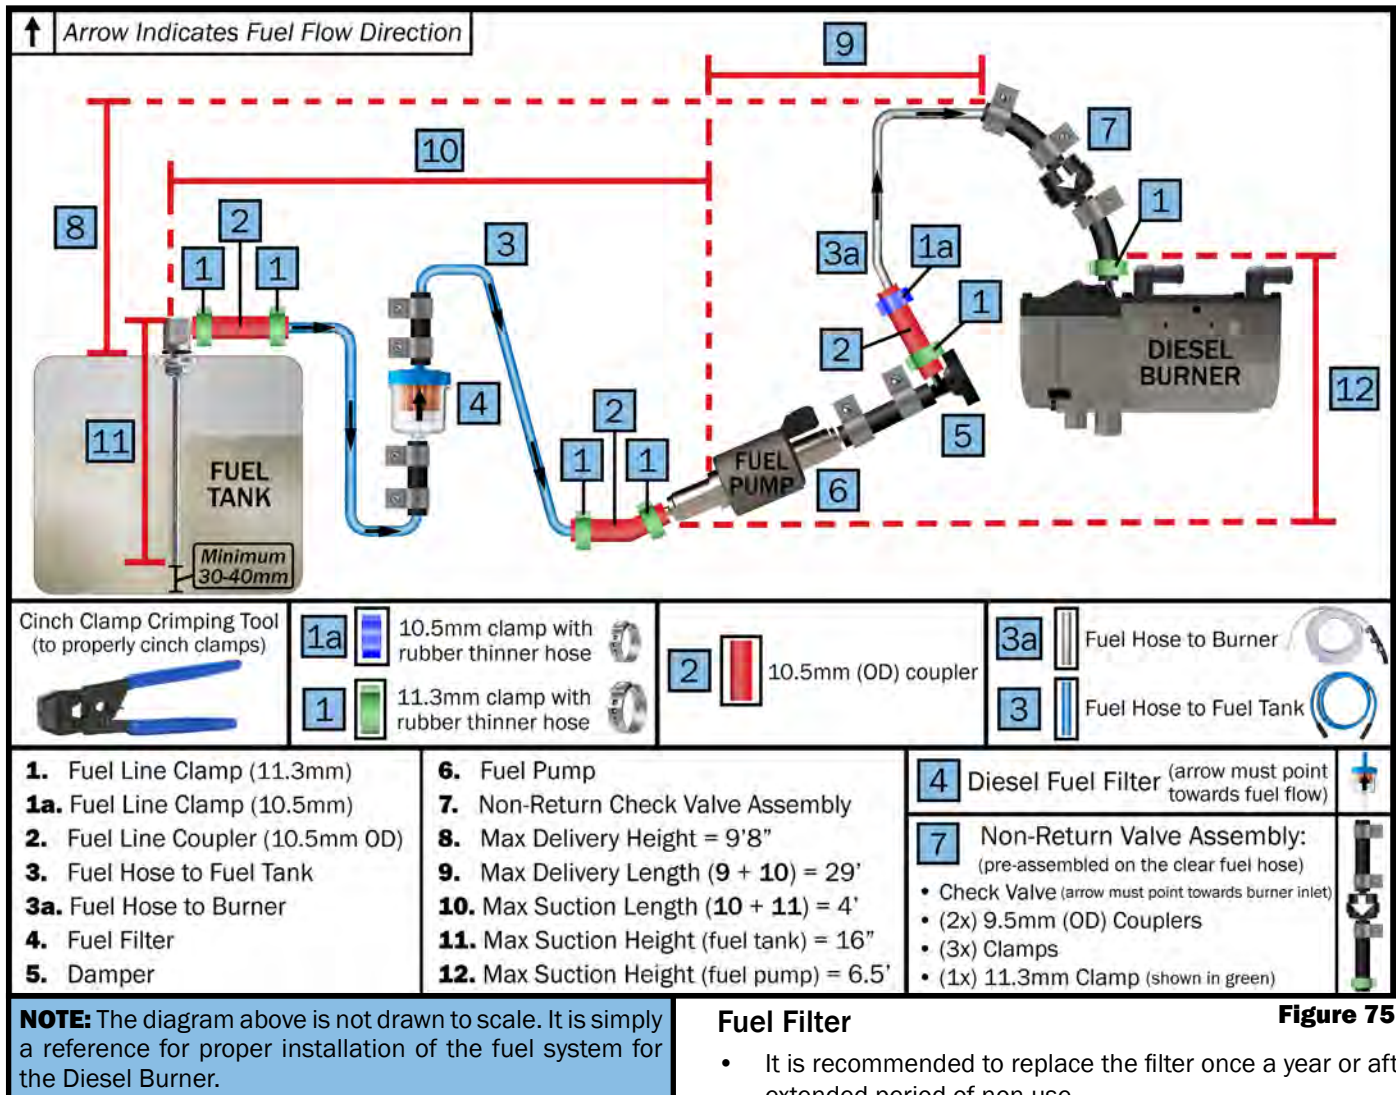 Arrow Indicates Fuel Flow Direction
9
10
7
8
2
3
1
1
1
3a
1a
1
2
DIESEL
BURNER
12
4
11
2
5
FUEL
TANK
1
1
FUEL
PUMP
6
Minimum
30-40mm
Cinch Clamp Crimping Tool
(to properly cinch clamps)
1a
10.5mm clamp with
rubber thinner hose
1
11.3mm clamp with
rubber thinner hose
2
10.5mm (OD) coupler
3a
Fuel Hose to Burner
3
Fuel Hose to Fuel Tank
1. Fuel Line Clamp (11.3mm)
1a. Fuel Line Clamp (10.5mm)
2. Fuel Line Coupler (10.5mm OD)
3. Fuel Hose to Fuel Tank
3a. Fuel Hose to Burner
4. Fuel Filter
5. Damper
6. Fuel Pump
7. Non-Return Check Valve Assembly
8. Max Delivery Height = 9'8”
9. Max Delivery Length (9 + 10) = 29'
10. Max Suction Length (10 + 11) = 4'
11. Max Suction Height (fuel tank) = 16”
12. Max Suction Height (fuel pump) = 6.5'
4
Diesel Fuel Filter (arrow must point
towards fuel flow)
7
Non-Return Valve Assembly:
(pre-assembled on the clear fuel hose)
• Check Valve (arrow must point towards burner inlet)
• (2x) 9.5mm (OD) Couplers
• (3x) Clamps
• (1x) 11.3mm Clamp (shown in green)
NOTE: The diagram above is not drawn to scale. It is simply
a reference for proper installation of the fuel system for
the Diesel Burner.
Figure 75
Fuel Filter
• It is recommended to replace the filter once a year or aft
extended period of non use